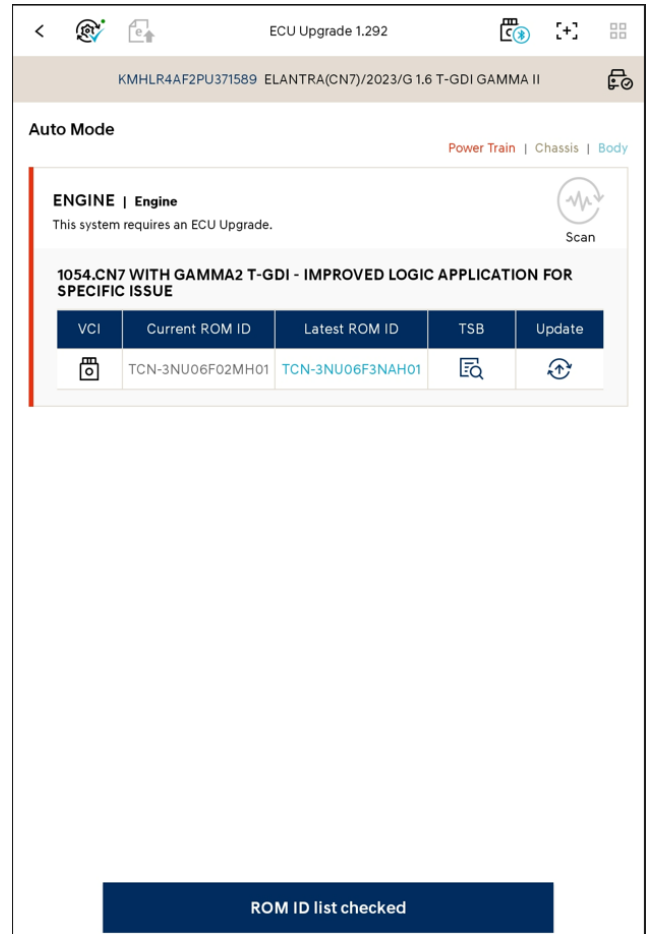 ECU Upgrade 1.292
KMHLR4AF2PU371589 ELANTRA(CN7)/2023/G 1.6 T-GDI GAMMA II
Auto Mode
Power Train | Chassis | Body
ENGINE | Engine
This system requires an ECU Upgrade.
Scan
1054.CN7 WITH GAMMA2 T-GDI - IMPROVED LOGIC APPLICATION FOR
SPECIFIC ISSUE
VCI Current ROM ID Latest ROM ID TSB Update
TCN-3NU06F02MH01 TCN-3NU06F3NAH01
ROM ID list checked